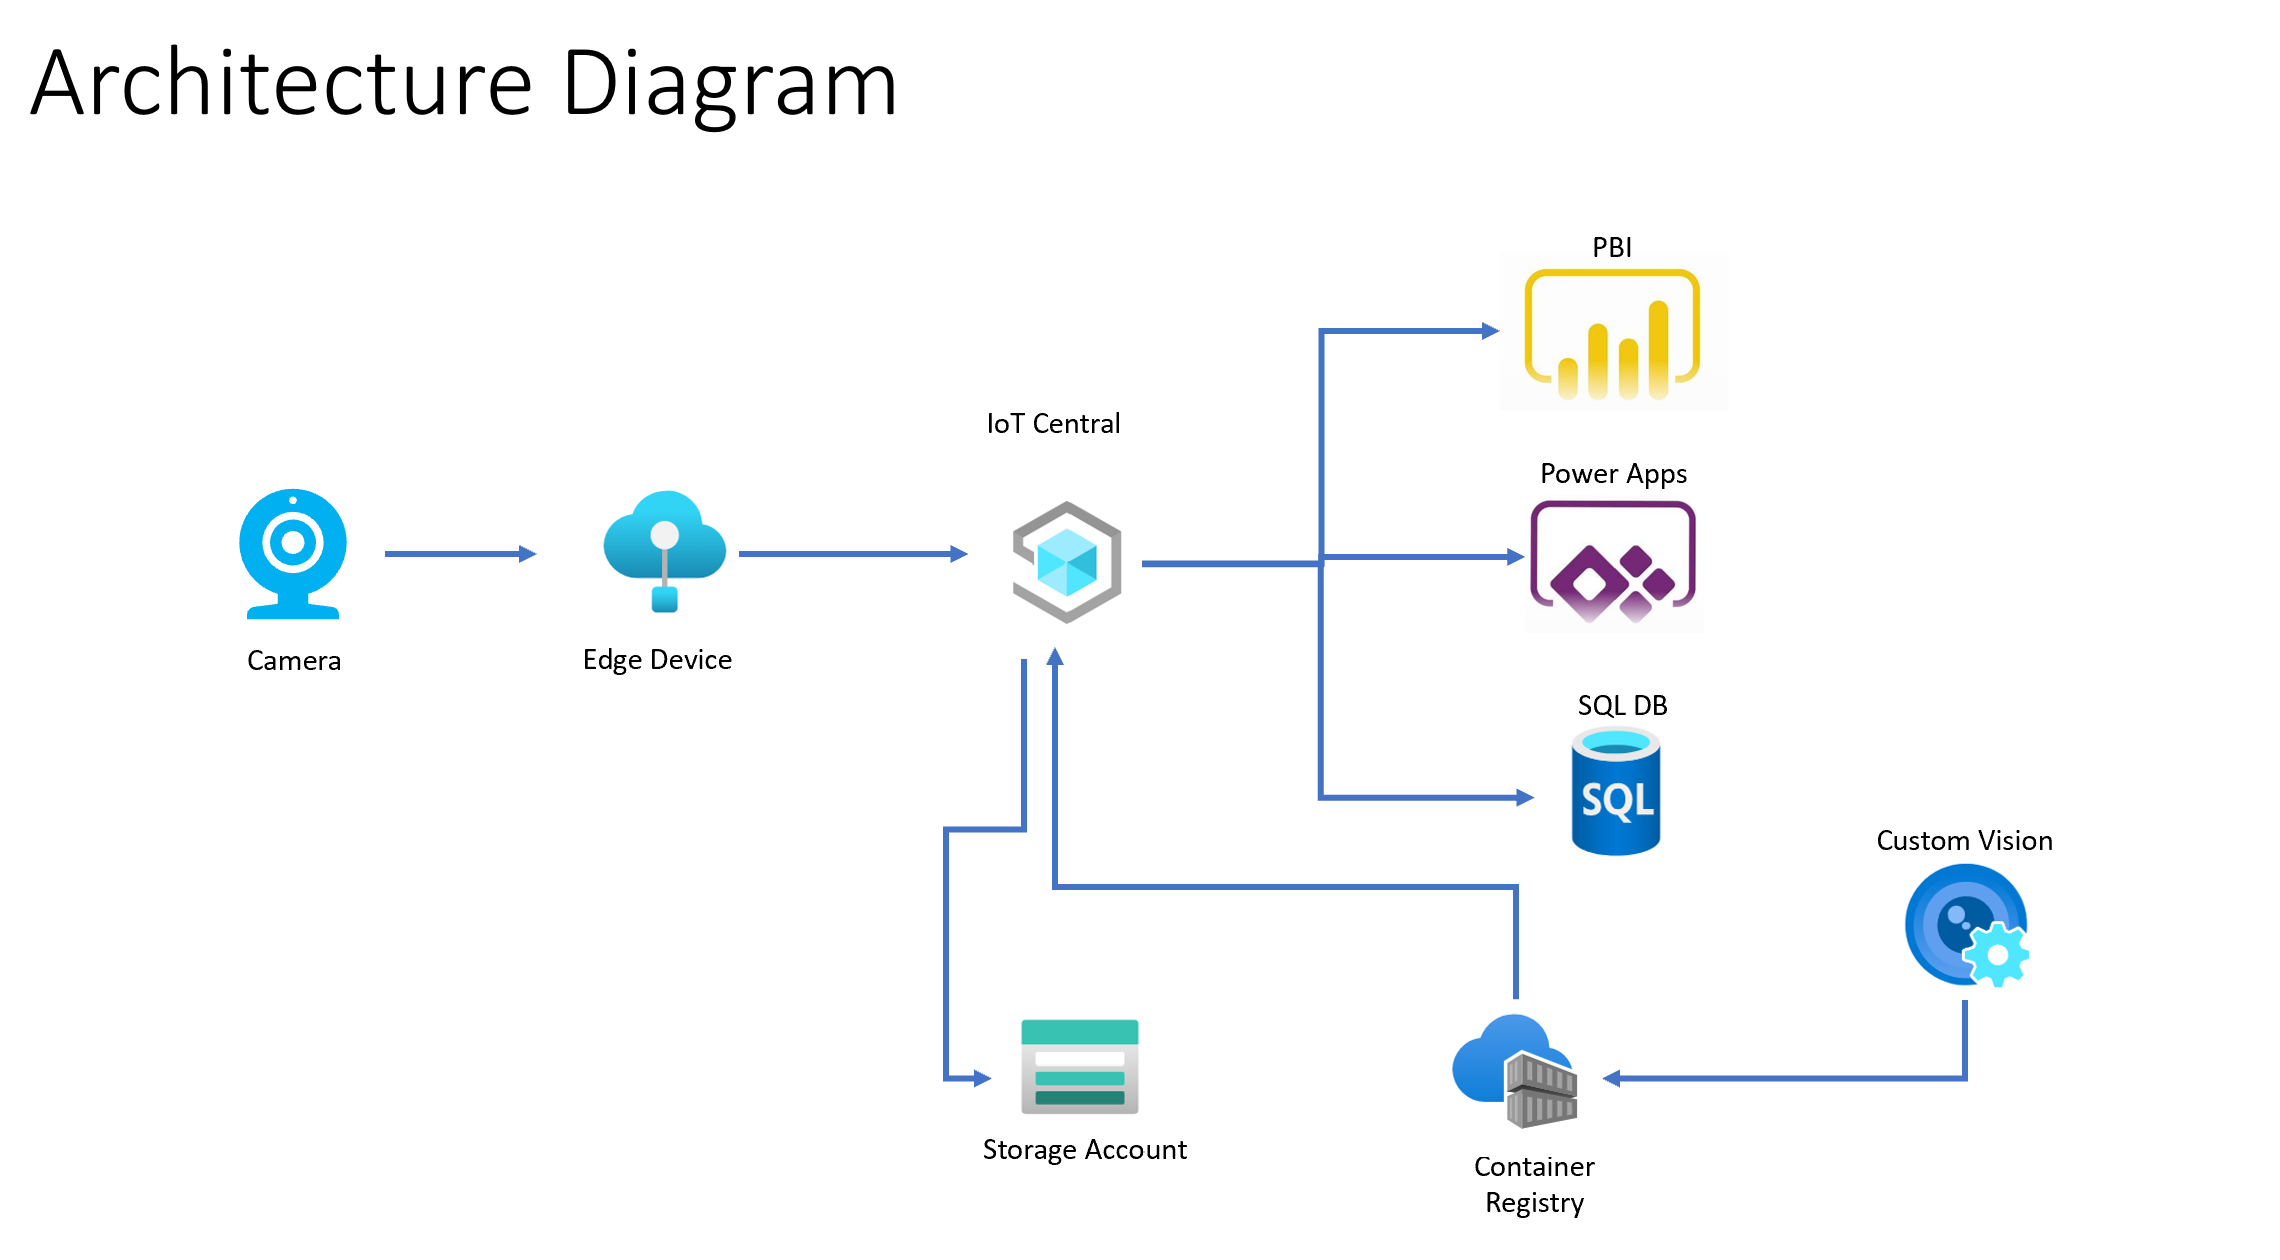 Architecture Diagram
PBI
IoT Central
Power Apps
Camera
Edge Device
SQL DB
SQL
Custom Vision
Storage Account
Container
Registry